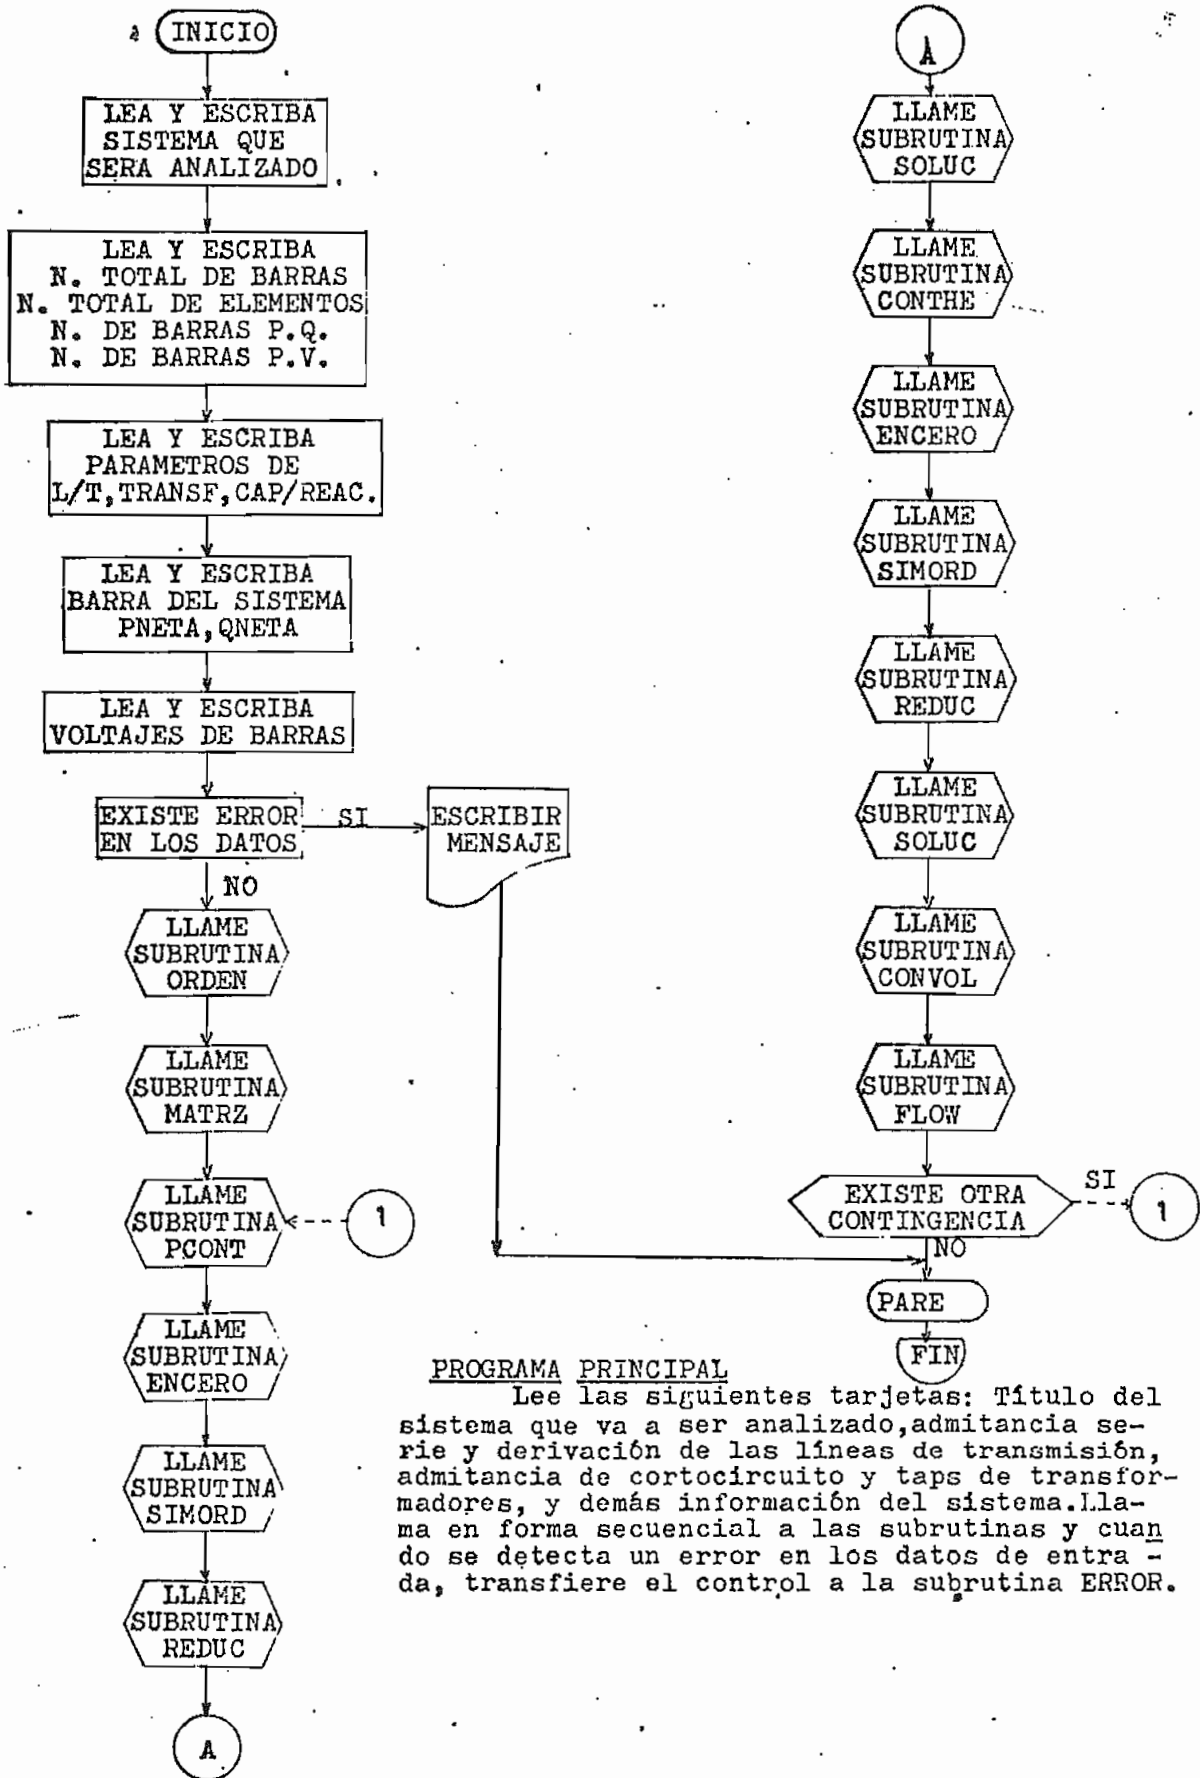 INICIO
LEA Y ESCRIBA
SISTEMA QUE
SERA ANALIZADO
LEA Y ESCRIBA
N. TOTAL DE BARRAS
N. TOTAL DE ELEMENTOS
N. DE BARRAS P.Q.
N. DE BARRAS P.V.
LEA Y ESCRIBA
PARAMETROS DE
L/T,TRANSF,CAP/REAC.
LEA Y ESCRIBA
BARRA DEL SISTEMA
PNETA,QNETA
LEA Y ESCRIBA
VOLTAJES DE BARRAS
EXISTE ERROR
EN LOS DATOS
SI
ESCRIBIR
MENSAJE
NO
LLAME
SUBRUTINA
ORDEN
LLAME
SUBRUTINA
MATRZ
LLAME
SUBRUTINA
PCONT
1
LLAME
SUBRUTINA
ENCERO
LLAME
SUBRUTINA
SIMORD
LLAME
SUBRUTINA
REDUC
A
A
LLAME
SUBRUTINA
SOLUC
LLAME
SUBRUTINA
CONTHE
LLAME
SUBRUTINA
ENCERO
LLAME
SUBRUTINA
SIMORD
LLAME
SUBRUTINA
REDUC
LLAME
SUBRUTINA
SOLUC
LLAME
SUBRUTINA
CONVOL
LLAME
SUBRUTINA
FLOW
EXISTE OTRA
CONTINGENCIA
SI
1
NO
PARE
FIN
PROGRAMA PRINCIPAL
Lee las siguientes tarjetas: Título del
sistema que va a ser analizado,admitancia se-
rie y derivación de las líneas de transmisión,
admitancia de cortocircuito y taps de transfor-
madores, y demás información del sistema.Lla-
ma en forma secuencial a las subrutinas y cuan
do se detecta un error en los datos de entra -
da, transfiere el control a la subrutina ERROR.